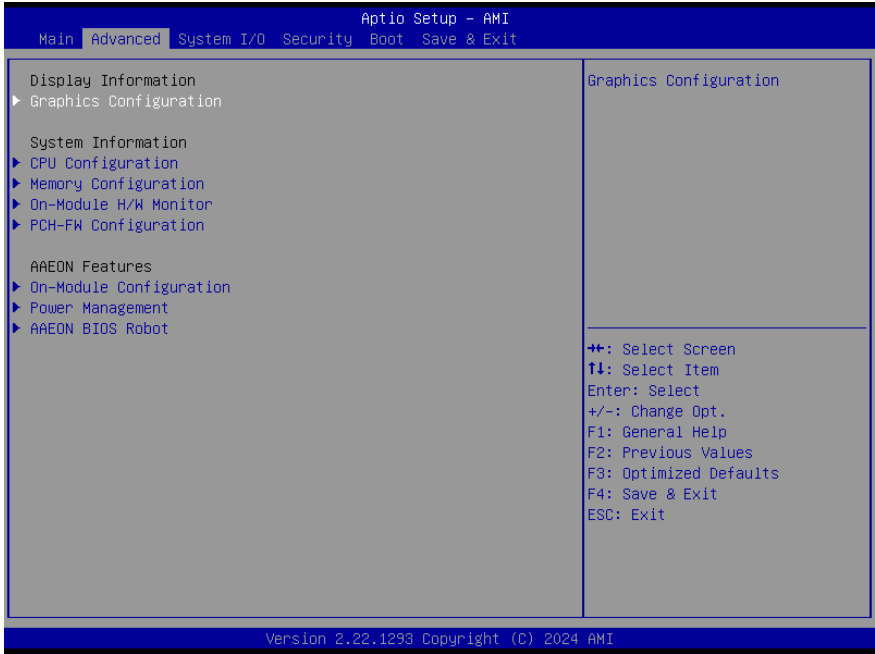 Aptio Setup – AMI
Main Advanced System I/O Security Boot Save & Exit
Display Information
Graphics Configuration
System Information
CPU Configuration
Memory Configuration
On-Module H/W Monitor
PCH-FW Configuration
AAEON Features
On-Module Configuration
Power Management
AAEON BIOS Robot
Graphics Configuration
→←: Select Screen
↑↓: Select Item
Enter: Select
+/-: Change Opt.
F1: General Help
F2: Previous Values
F3: Optimized Defaults
F4: Save & Exit
ESC: Exit
Version 2.22.1293 Copyright (C) 2024 AMI